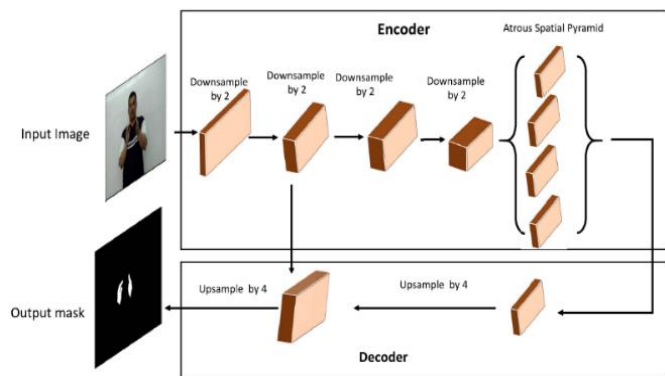 Encoder
Atrous Spatial Pyramid
Downsample
by 2
Downsample
by 2
Downsample
by 2
Downsample
by 2
Input Image
Upsample by 4
Upsample by 4
Output mask
Decoder